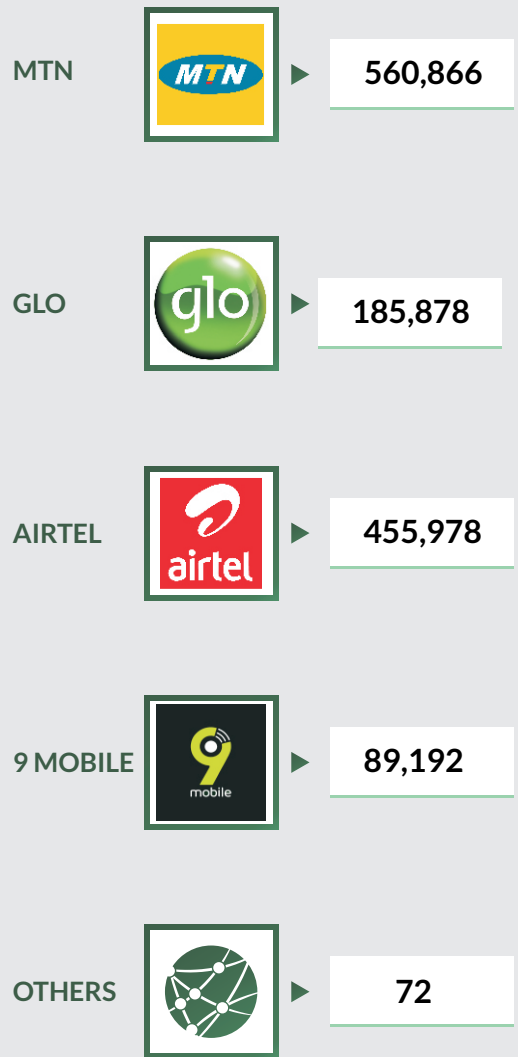 MTN
MTN
560,866
GLO
glo
185,878
AIRTEL
airtel
455,978
9 MOBILE
9
mobile
89,192
OTHERS
72